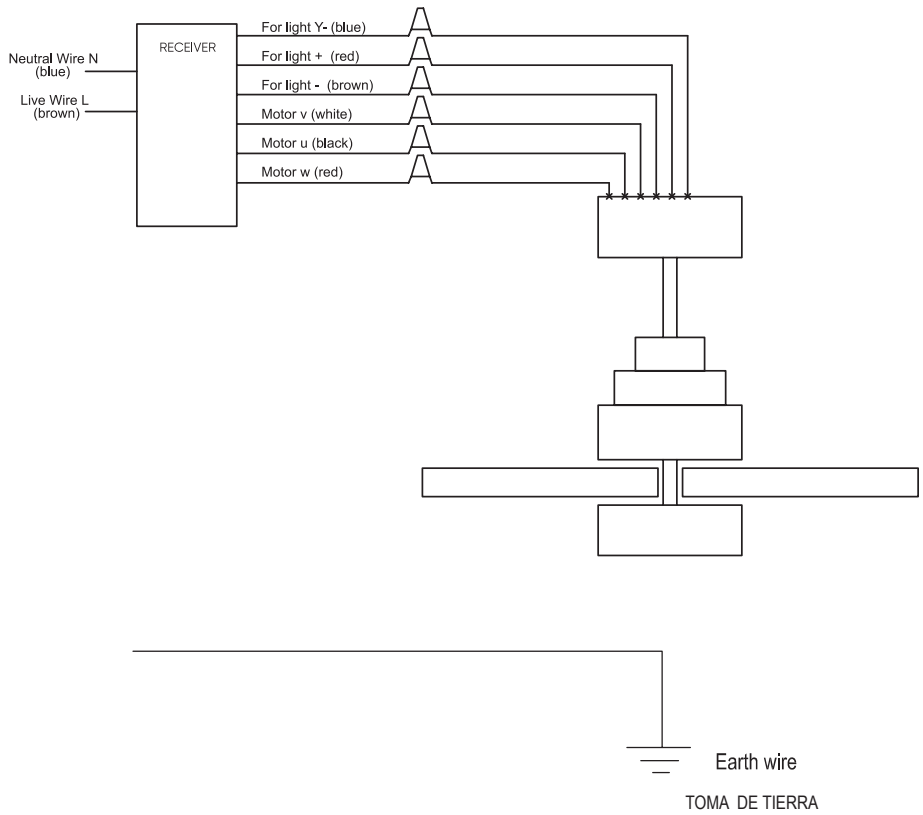 Neutral Wire N
(blue)
Live Wire L
(brown)
RECEIVER
For light Y- (blue)
For light + (red)
For light - (brown)
Motor v (white)
Motor u (black)
Motor w (red)
Earth wire
TOMA DE TIERRA